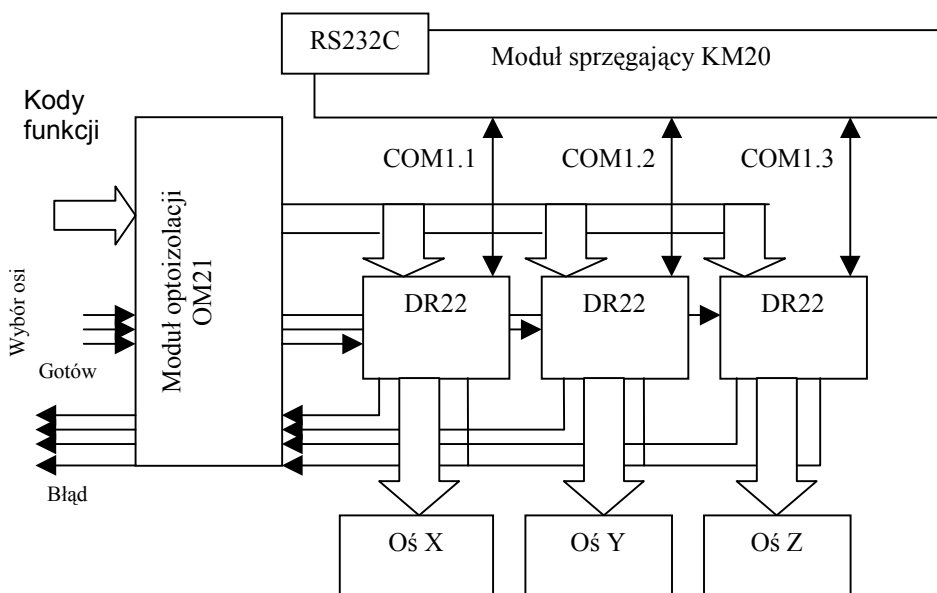 RS232C
Moduł sprzęgający KM20
Kody
funkcji
COM1.1
COM1.2
COM1.3
Moduł optoizolacji
OM21
DR22
DR22
DR22
Wybór osi
Gotów
Błąd
Oś X
Oś Y
Oś Z